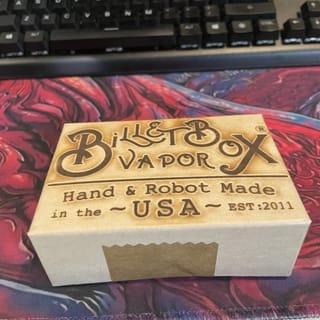 BilletBox®
VAPOR
Hand & Robot Made
in the ~USA~ EST:2011